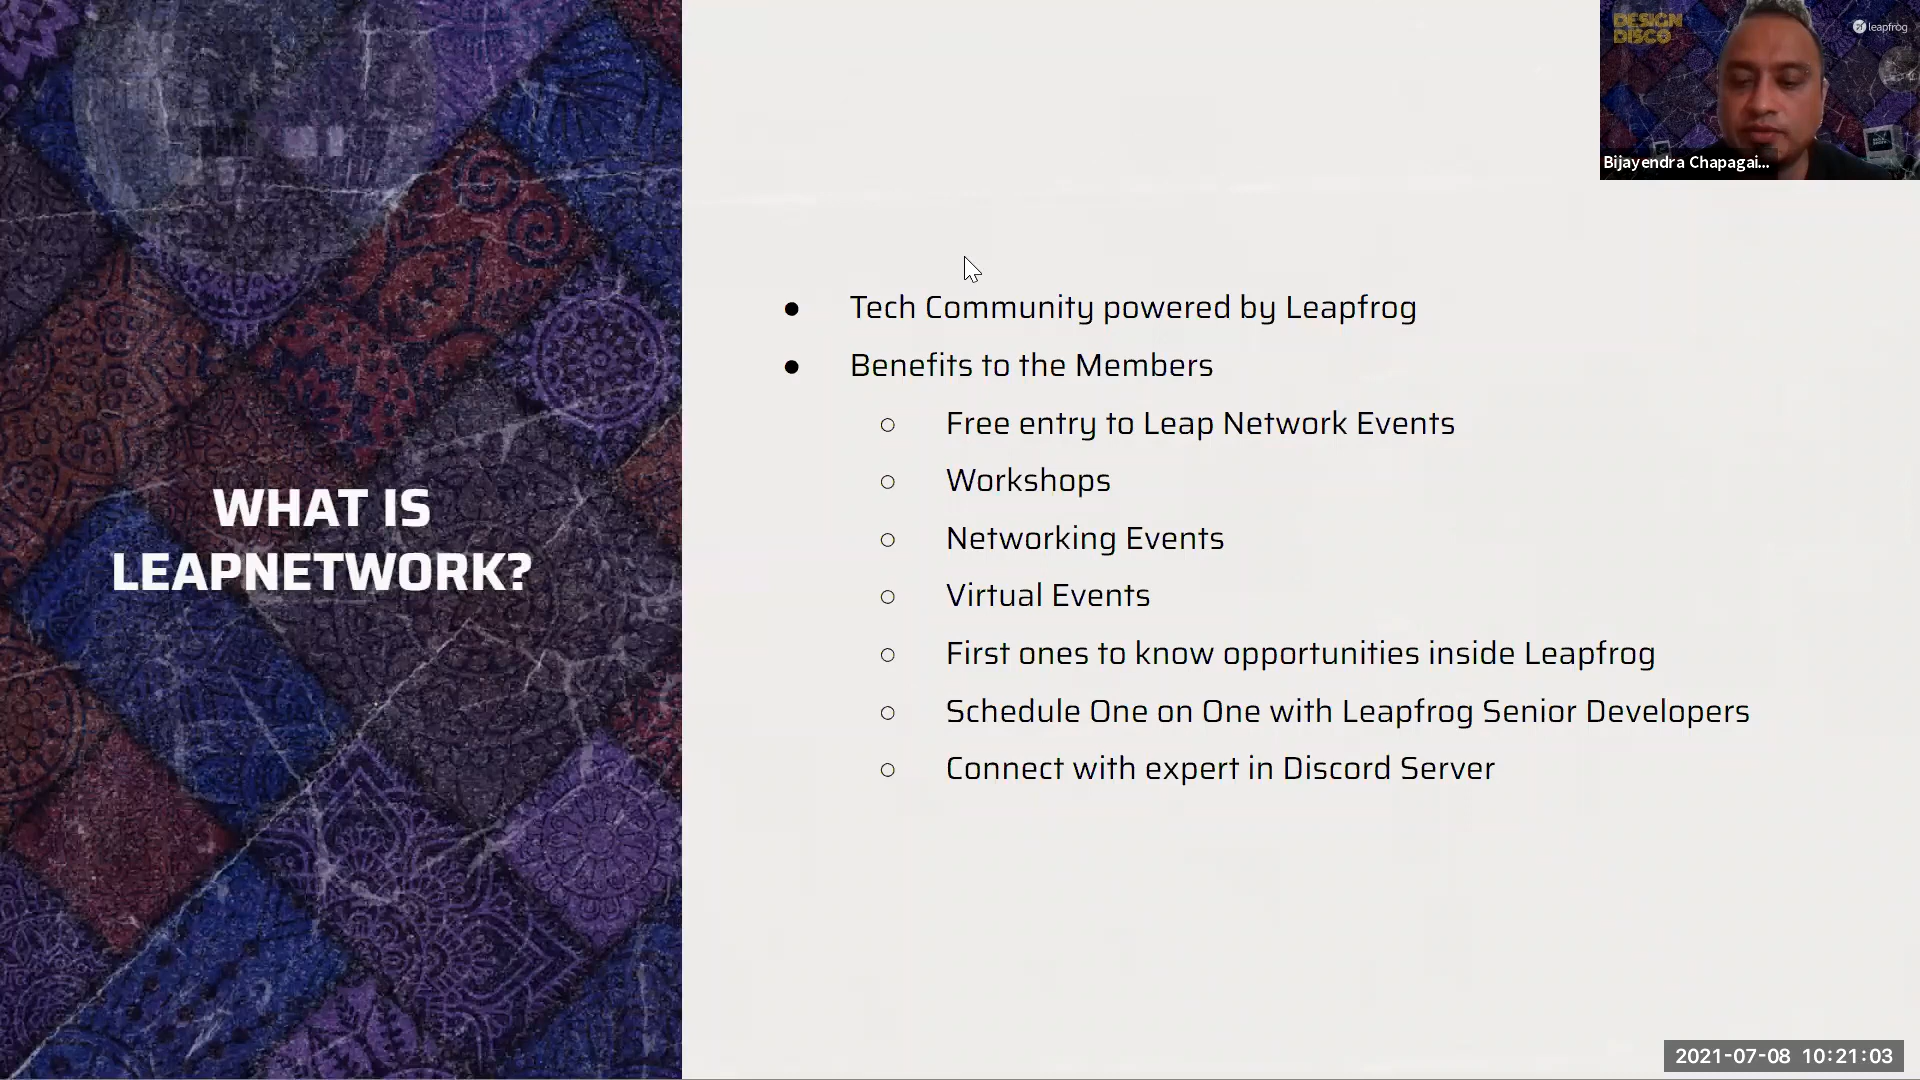 WHAT IS
LEAPNETWORK?
● Tech Community powered by Leapfrog
● Benefits to the Members
○ Free entry to Leap Network Events
○ Workshops
○ Networking Events
○ Virtual Events
○ First ones to know opportunities inside Leapfrog
○ Schedule One on One with Leapfrog Senior Developers
○ Connect with expert in Discord Server
DESIGN
DISCO
leapfrog
Bijayendra Chapagai...
2021-07-08 10:21:03